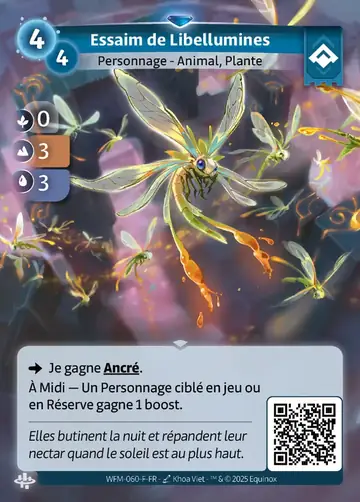 4
4
Essaim de Libellumines
Personnage - Animal, Plante
0
3
3
Je gagne Ancré.
À Midi — Un Personnage ciblé en jeu ou
en Réserve gagne 1 boost.
Elles butinent la nuit et répandent leur
nectar quand le soleil est au plus haut.
WFM-060-F-FR - Khoa Viet - ™ & © 2025 Equinox